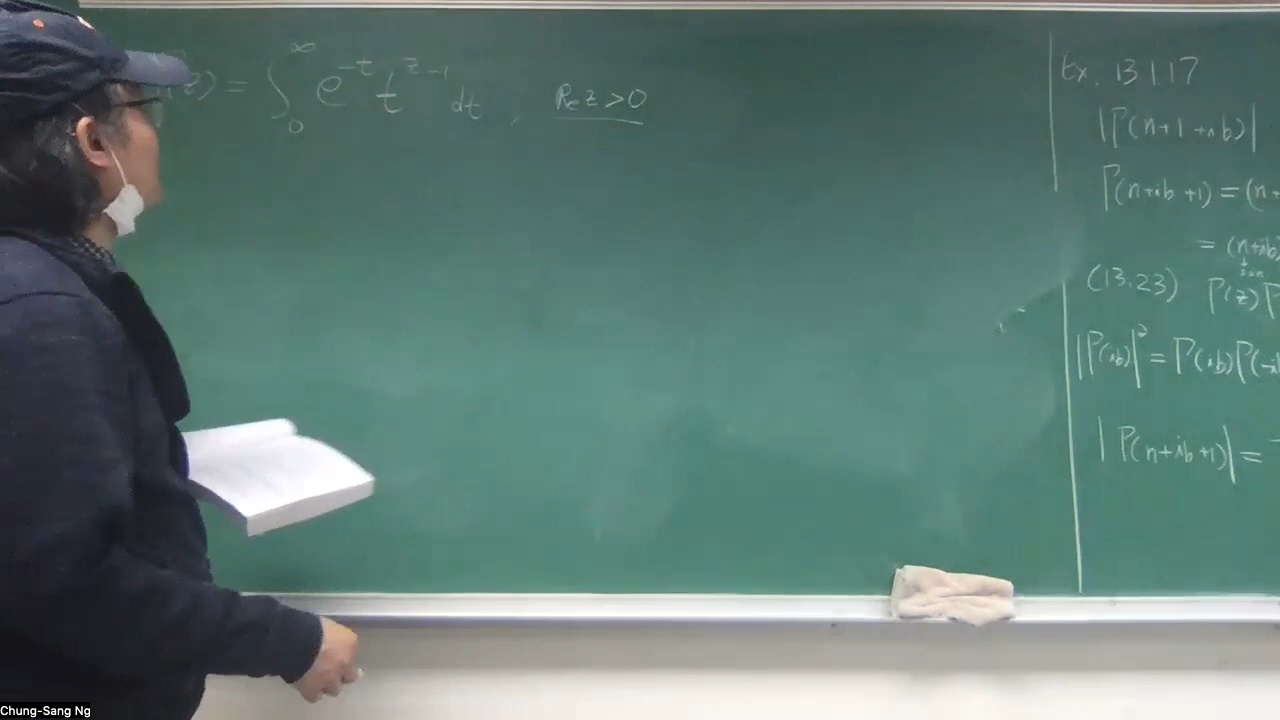 (z) = ∫₀^∞ e^{-t} t^{z-1} dt , Re z > 0
Ex. 13.1.17
|Γ(n+1+ib)|
Γ(n+ib+1) = (n+
= (n+ib)
(13.23) Γ(z)Γ
|Γ(ib)|² = Γ(ib)Γ(-i
|Γ(n+ib+1)| =
Chung-Sang Ng